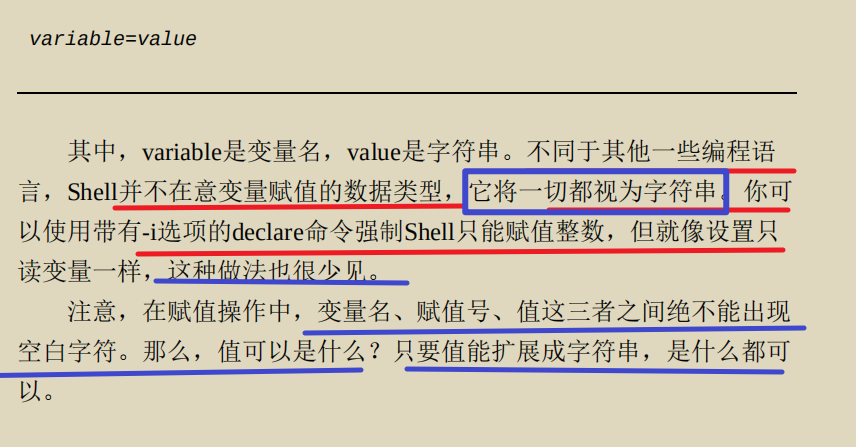 variable=value
其中，variable是变量名，value是字符串。不同于其他一些编程语
言，Shell并不在意变量赋值的数据类型，它将一切都视为字符串。你可
以使用带有-i选项的declare命令强制Shell只能赋值整数，但就像设置只
读变量一样，这种做法也很少见。
注意，在赋值操作中，变量名、赋值号、值这三者之间绝不能出现
空白字符。那么，值可以是什么？只要值能扩展成字符串，是什么都可
以。